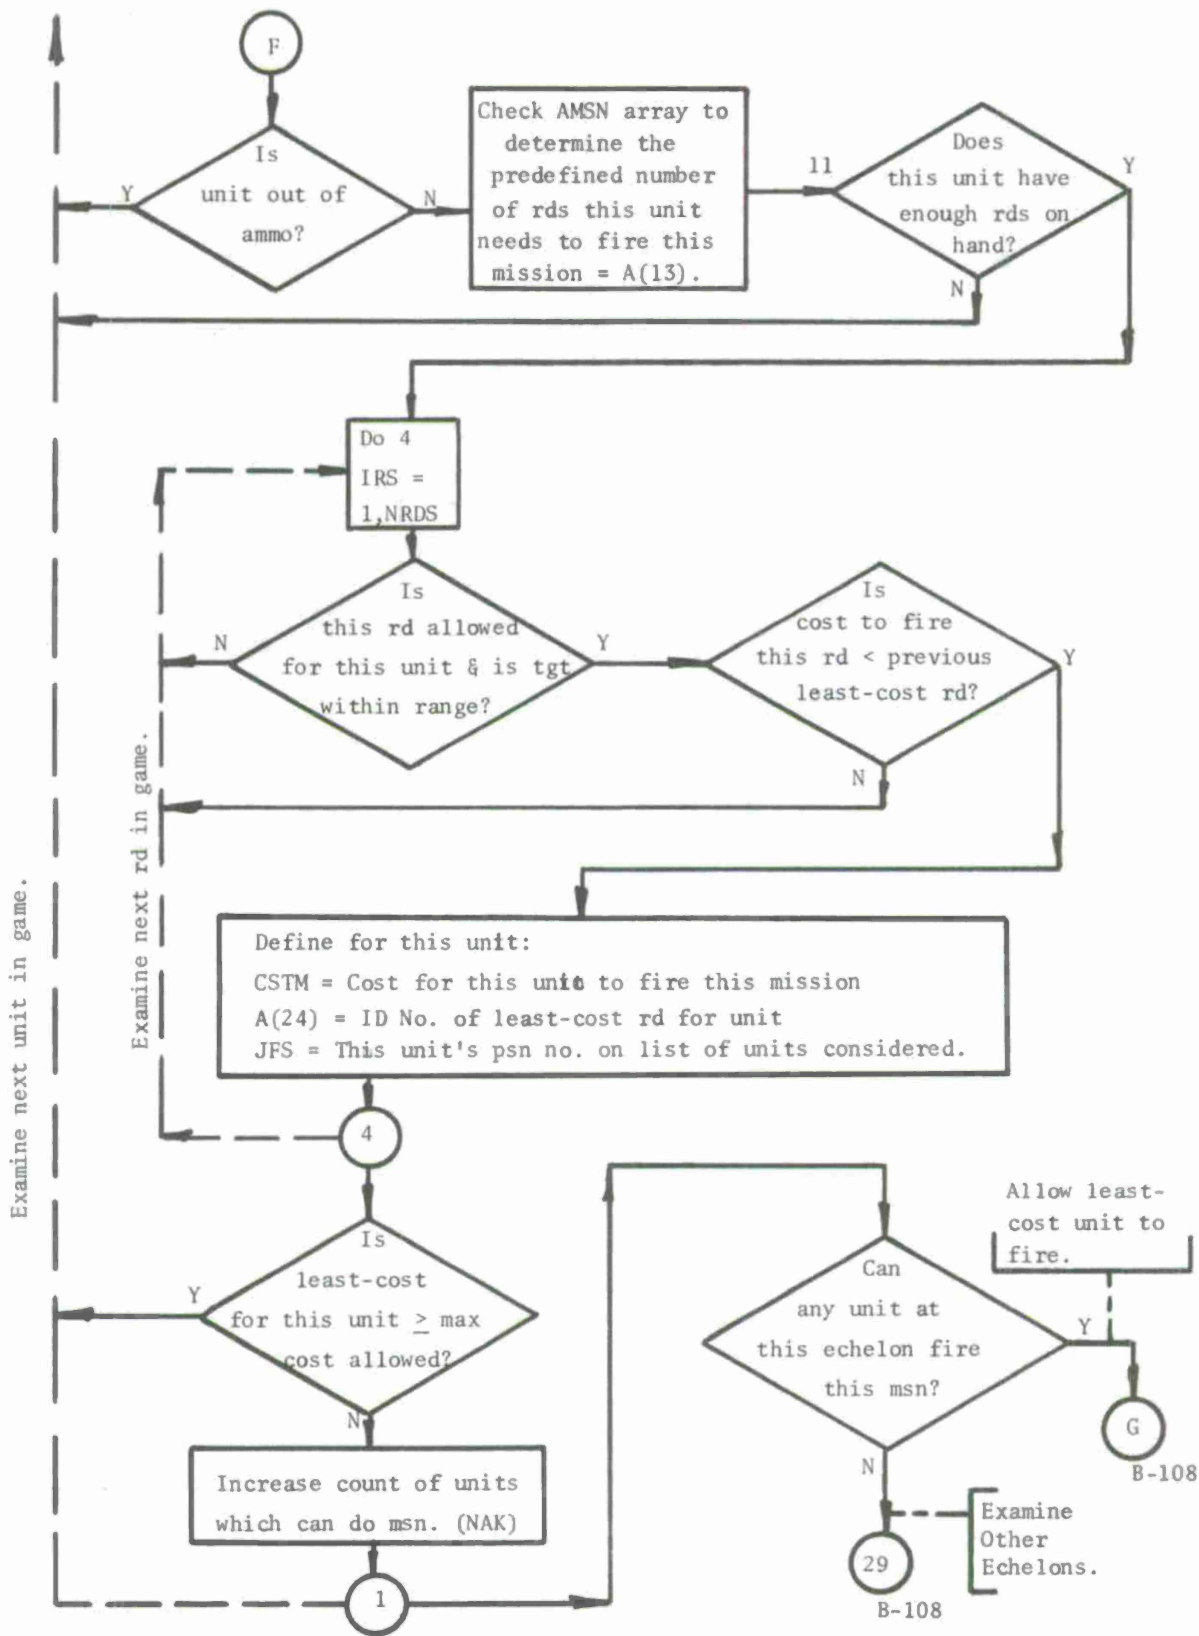 F
Is
unit out of
ammo?
Y
N
Check AMSN array to
determine the
predefined number
of rds this unit
needs to fire this
mission = A(13).
11
Does
this unit have
enough rds on
hand?
Y
N
Do 4
IRS =
1,NRDS
Is
this rd allowed
for this unit & is tgt
within range?
N
Y
Is
cost to fire
this rd < previous
least-cost rd?
Y
N
Examine next unit in game.
Examine next rd in game.
Define for this unit:
CSTM = Cost for this unit to fire this mission
A(24) = ID No. of least-cost rd for unit
JFS = This unit's psn no. on list of units considered.
4
Is
least-cost
for this unit ≥ max
cost allowed?
Y
N
Increase count of units
which can do msn. (NAK)
1
Can
any unit at
this echelon fire
this msn?
Allow least-
cost unit to
fire.
Y
G
B-108
N
Examine
Other
Echelons.
29
B-108